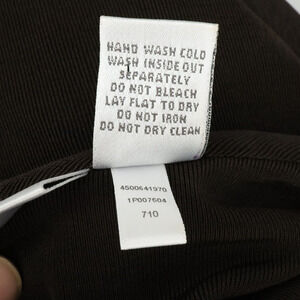 HAND WASH COLD
WASH INSIDE OUT
SEPARATELY
DO NOT BLEACH
LAY FLAT TO DRY
DO NOT IRON
DO NOT DRY CLEAN
4500641970
1P007604
710